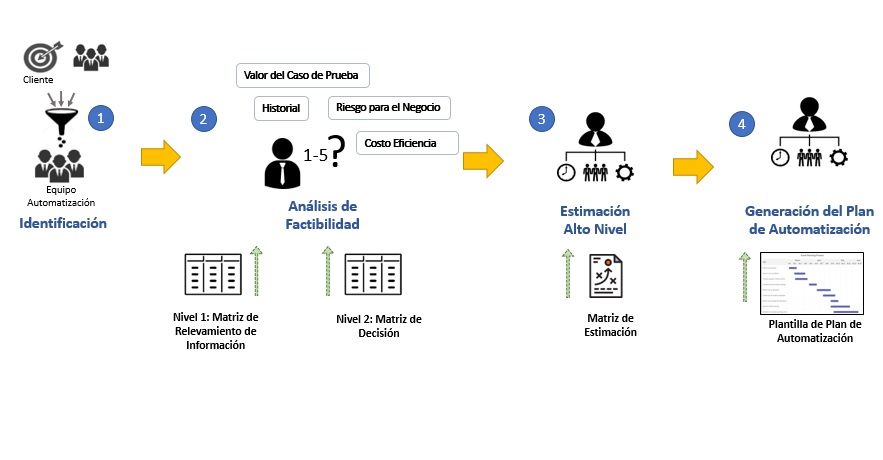 Cliente
1
Equipo
Automatización
Identificación
2
Valor del Caso de Prueba
Historial
Riesgo para el Negocio
Costo Eficiencia
1-5?
Análisis de
Factibilidad
Nivel 1: Matriz de
Relevamiento de
Información
Nivel 2: Matriz de
Decisión
3
Estimación
Alto Nivel
Matriz de
Estimación
4
Generación del Plan
de Automatización
Plantilla de Plan de
Automatización